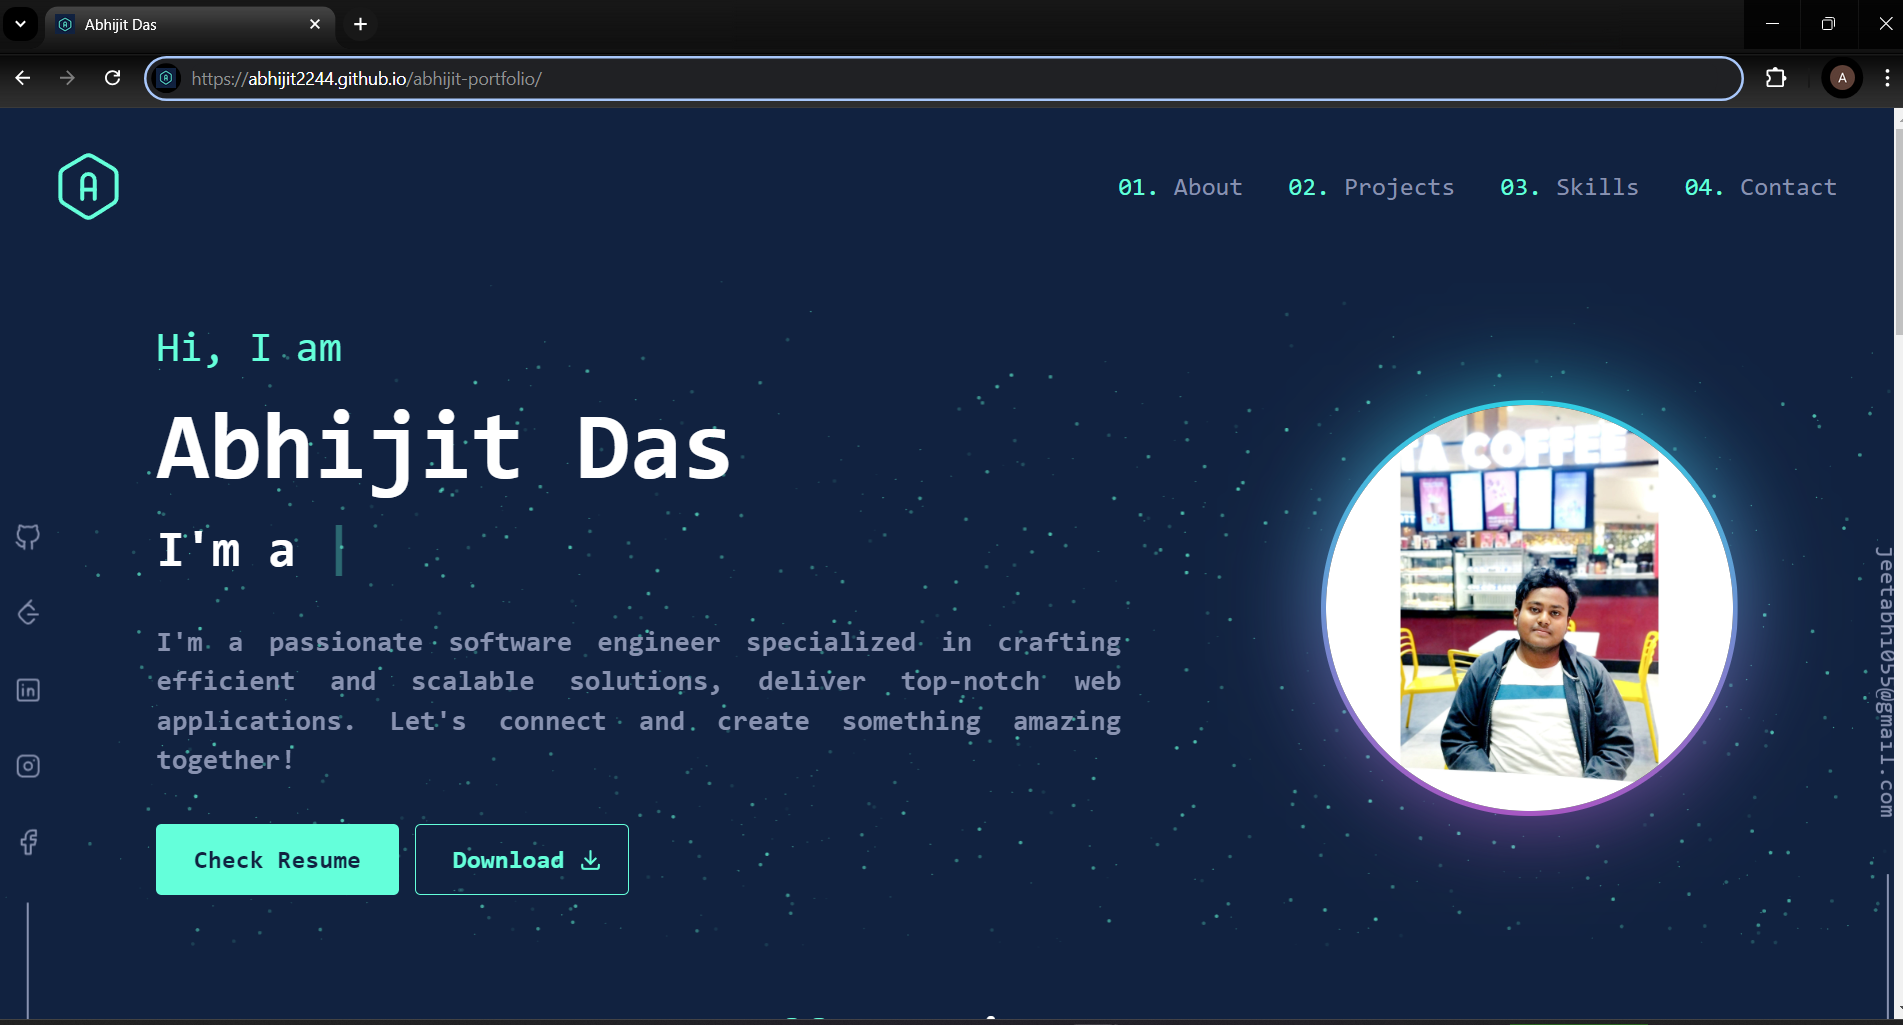 Abhijit Das
https://abhijit2244.github.io/abhijit-portfolio/
A
A
01. About
02. Projects
03. Skills
04. Contact
Hi, I am
Abhijit Das
I'm a
I'm a passionate software engineer specialized in crafting
efficient and scalable solutions, deliver top-notch web
applications. Let's connect and create something amazing
together!
Check Resume
Download
TA COFFEE
Jeetabhi055@gmail.com